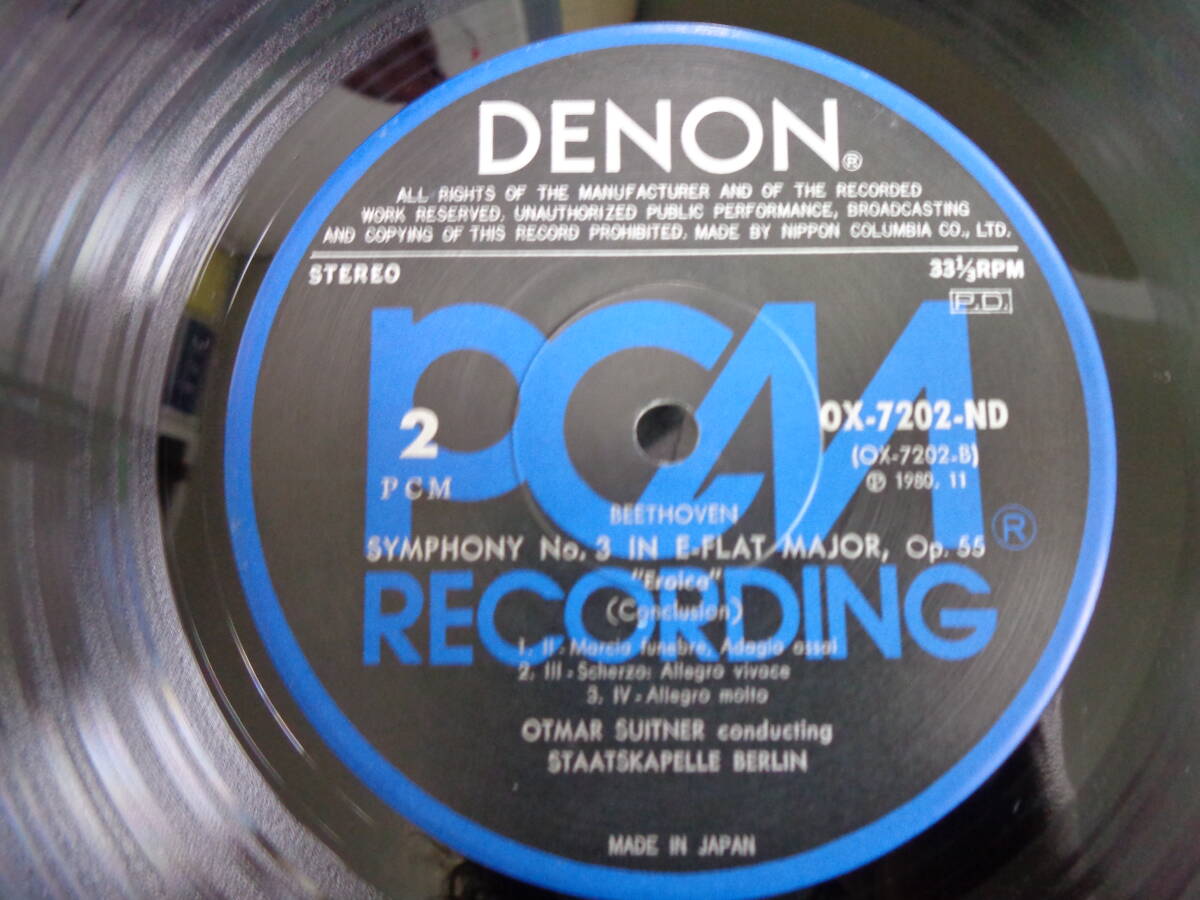 DENON®
ALL RIGHTS OF THE MANUFACTURER AND OF THE RECORDED
WORK RESERVED. UNAUTHORIZED PUBLIC PERFORMANCE, BROADCASTING
AND COPYING OF THIS RECORD PROHIBITED. MADE BY NIPPON COLUMBIA CO., LTD.
STEREO
33⅓RPM
P.D.
PCM®
RECORDING
2
PCM
OX-7202-ND
(OX-7202-B)
Ⓟ 1980. 11
BEETHOVEN
SYMPHONY No. 3 IN E-FLAT MAJOR, Op. 55
"Eroica"
(Conclusion)
1. II-Marcia funebre, Adagio assai
2. III-Scherzo: Allegro vivace
3. IV-Allegro molto
OTMAR SUITNER conducting
STAATSKAPELLE BERLIN
MADE IN JAPAN